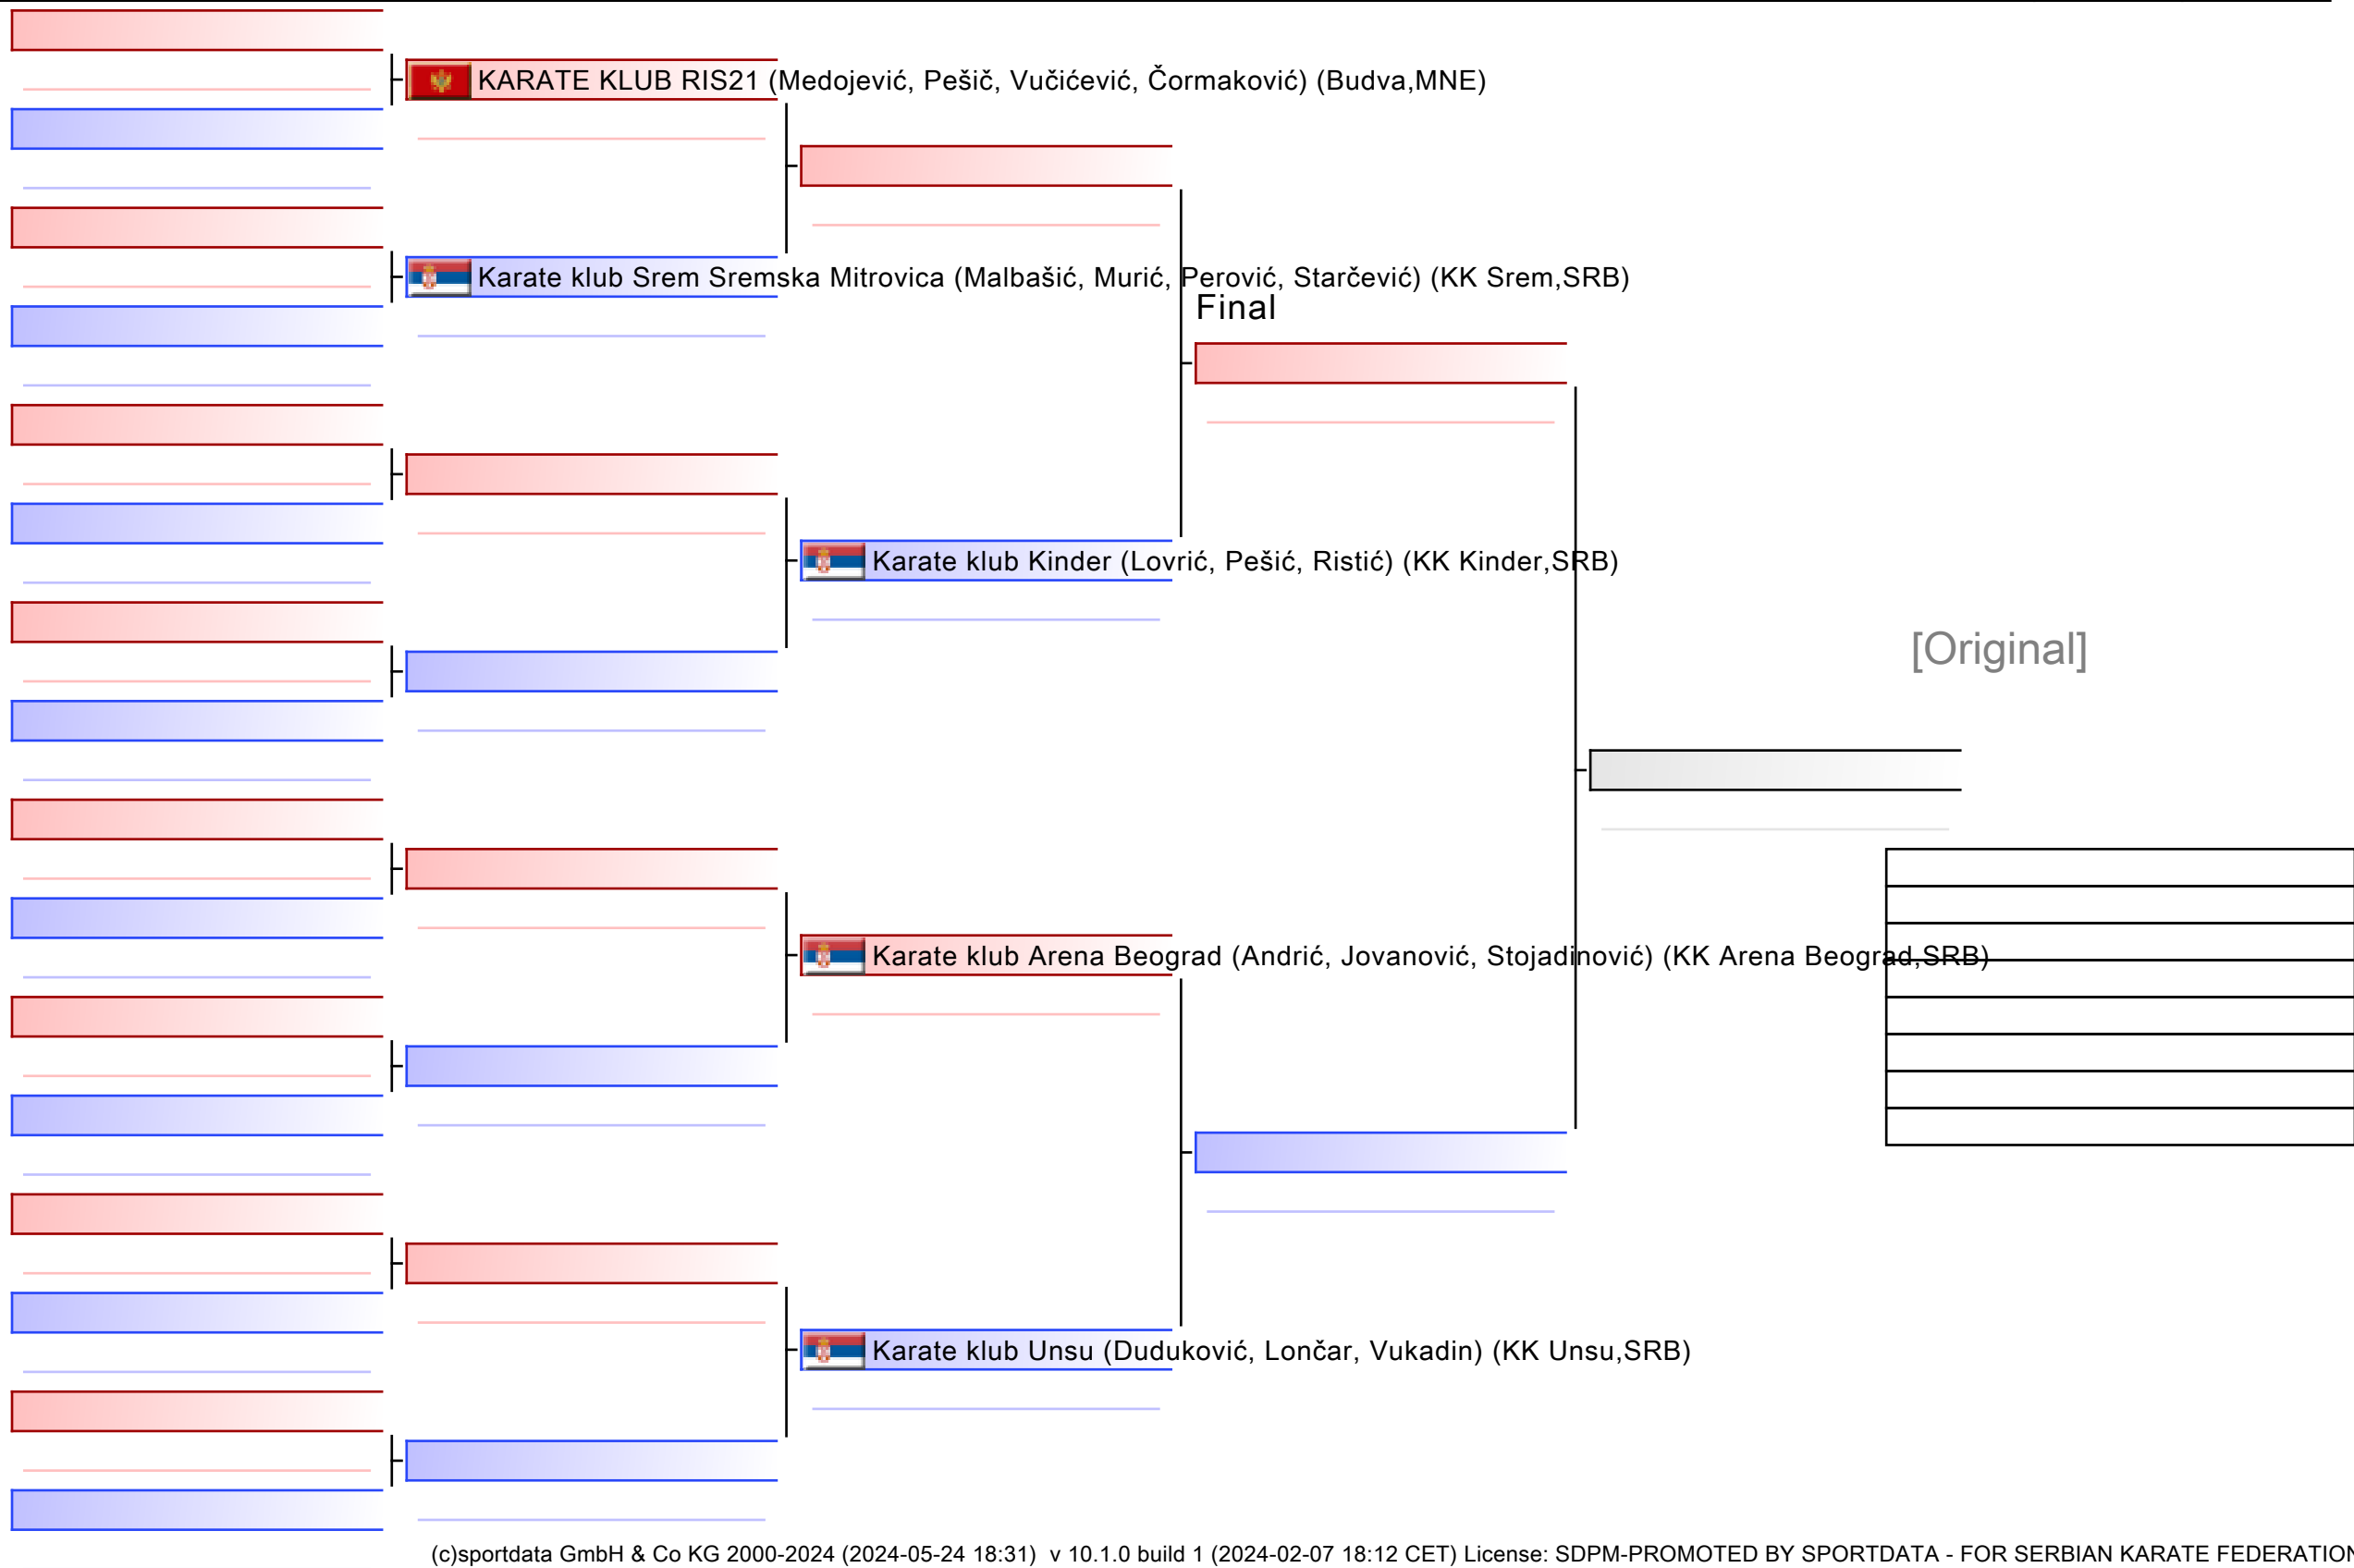 KARATE KLUB RIS21 (Medojević, Pešič, Vučićević, Čormaković) (Budva,MNE)
Karate klub Srem Sremska Mitrovica (Malbašić, Murić, Perović, Starčević) (KK Srem,SRB)
Final
Karate klub Kinder (Lovrić, Pešić, Ristić) (KK Kinder,SRB)
[Original]
Karate klub Arena Beograd (Andrić, Jovanović, Stojadinović) (KK Arena Beograd,SRB)
Karate klub Unsu (Duduković, Lončar, Vukadin) (KK Unsu,SRB)
(c)sportdata GmbH & Co KG 2000-2024 (2024-05-24 18:31) v 10.1.0 build 1 (2024-02-07 18:12 CET) License: SDPM-PROMOTED BY SPORTDATA - FOR SERBIAN KARATE FEDERATION